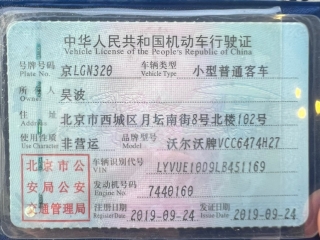 中华人民共和国机动车行驶证
Vehicle License of the People's Republic of China
号牌号码 京LGN320 车辆类型 小型普通客车
Plate No. Vehicle Type
所有人 吴波
住址 北京市西城区月坛南街8号北楼102号
Address
使用性质 非营运 品牌型号 沃尔沃牌VCC6474H27
Use Character Model
北京市公安局公安交通管理局
车辆识别代号 LYVUE10D9LB451169
VIN
发动机号码 7440160
Engine No.
注册日期 2019-09-24 发证日期 2019-09-24
Register Date Issue Date